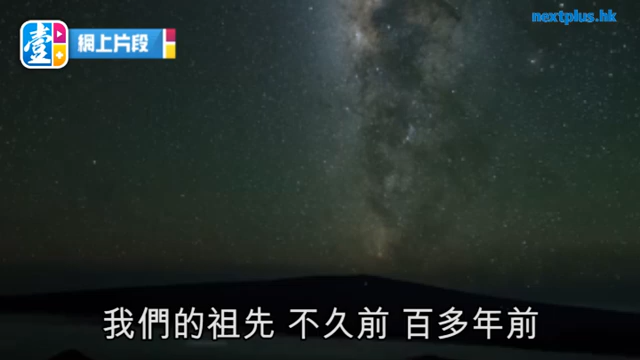 壹
網上片段
nextplus.hk
我們的祖先 不久前 百多年前